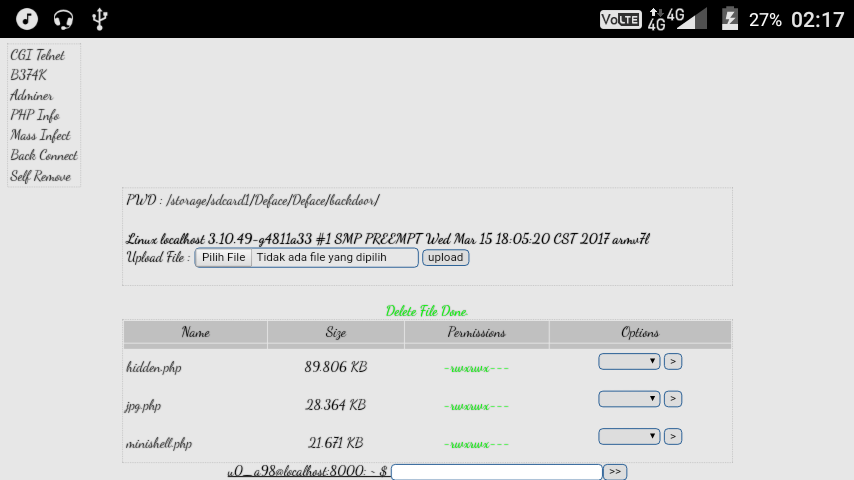 VoLTE 4G 4G 27% 02:17
CGI Telnet
B374K
Adminer
PHP Info
Mass Infect
Back Connect
Self Remove
PWD : /storage/sdcard1/Deface/Deface/backdoor/
Linux localhost 3.10.49-g4811a33 #1 SMP PREEMPT Wed Mar 15 18:05:20 CST 2017 armv7l
Upload File : Pilih File Tidak ada file yang dipilih upload
Delete File Done.
Name Size Permissions Options
hidden.php 89.806 KB -rwxrwx--- >
jpg.php 28.364 KB -rwxrwx--- >
minishell.php 21.671 KB -rwxrwx--- >
u0_a98@localhost:8000: ~ $ >>